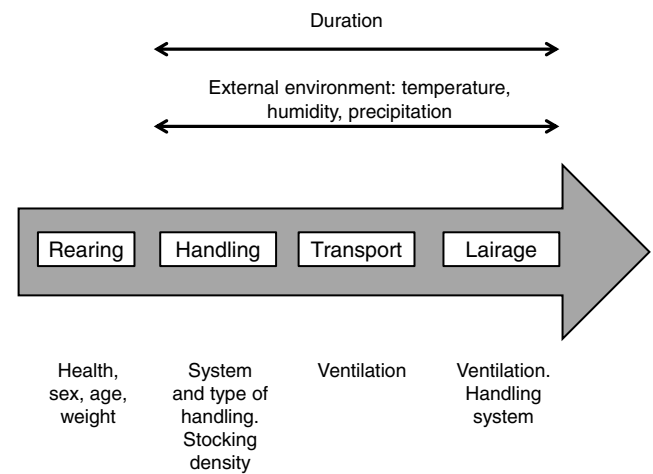 Duration
External environment: temperature,
humidity, precipitation
Rearing
Handling
Transport
Lairage
Health,
sex, age,
weight
System
and type of
handling.
Stocking
density
Ventilation
Ventilation.
Handling
system